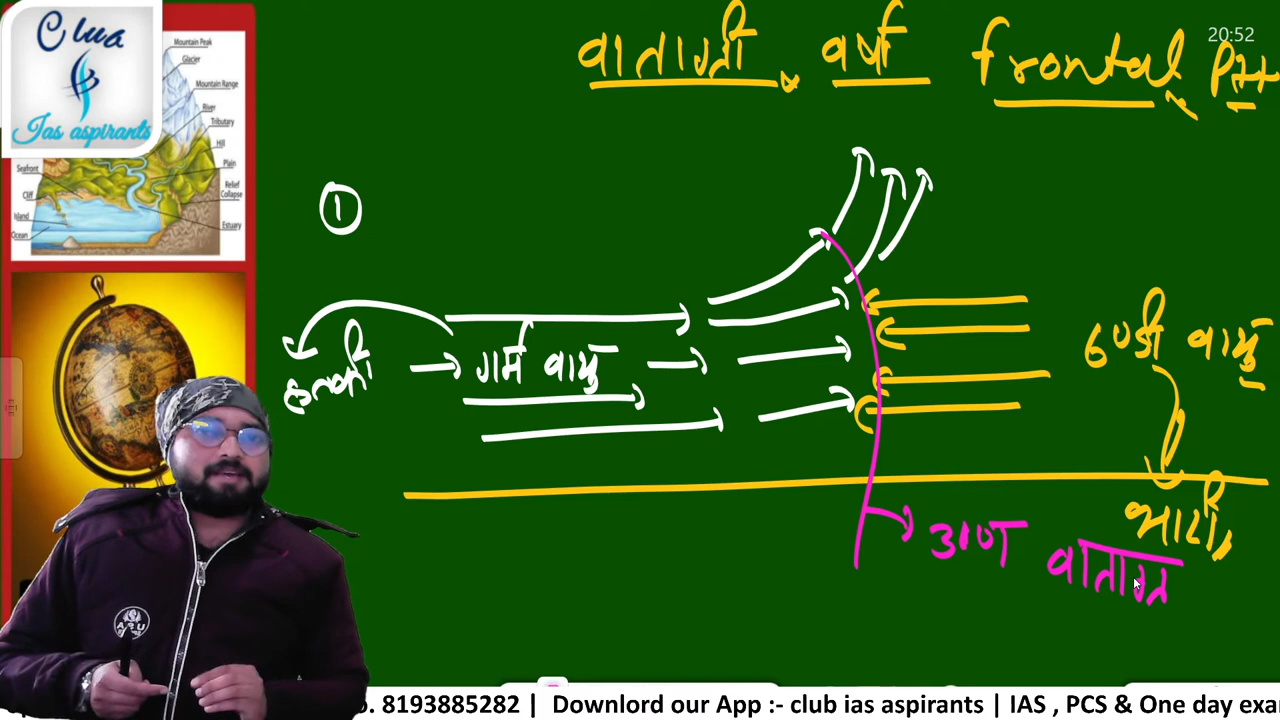 Club
Ias aspirants
20:52
वाताग्री वर्षा frontal
Mountain Peak
Glacier
Mountain Range
River
Tributary
Hill
Plain
Relief
Collapse
Estuary
Seafront
Cliff
Island
Ocean
1
हल्की गर्म वायु ठण्डी वायु
भारी
उष्ण वाताग्र
8193885282 | Downlord our App :- club ias aspirants | IAS , PCS & One day exa